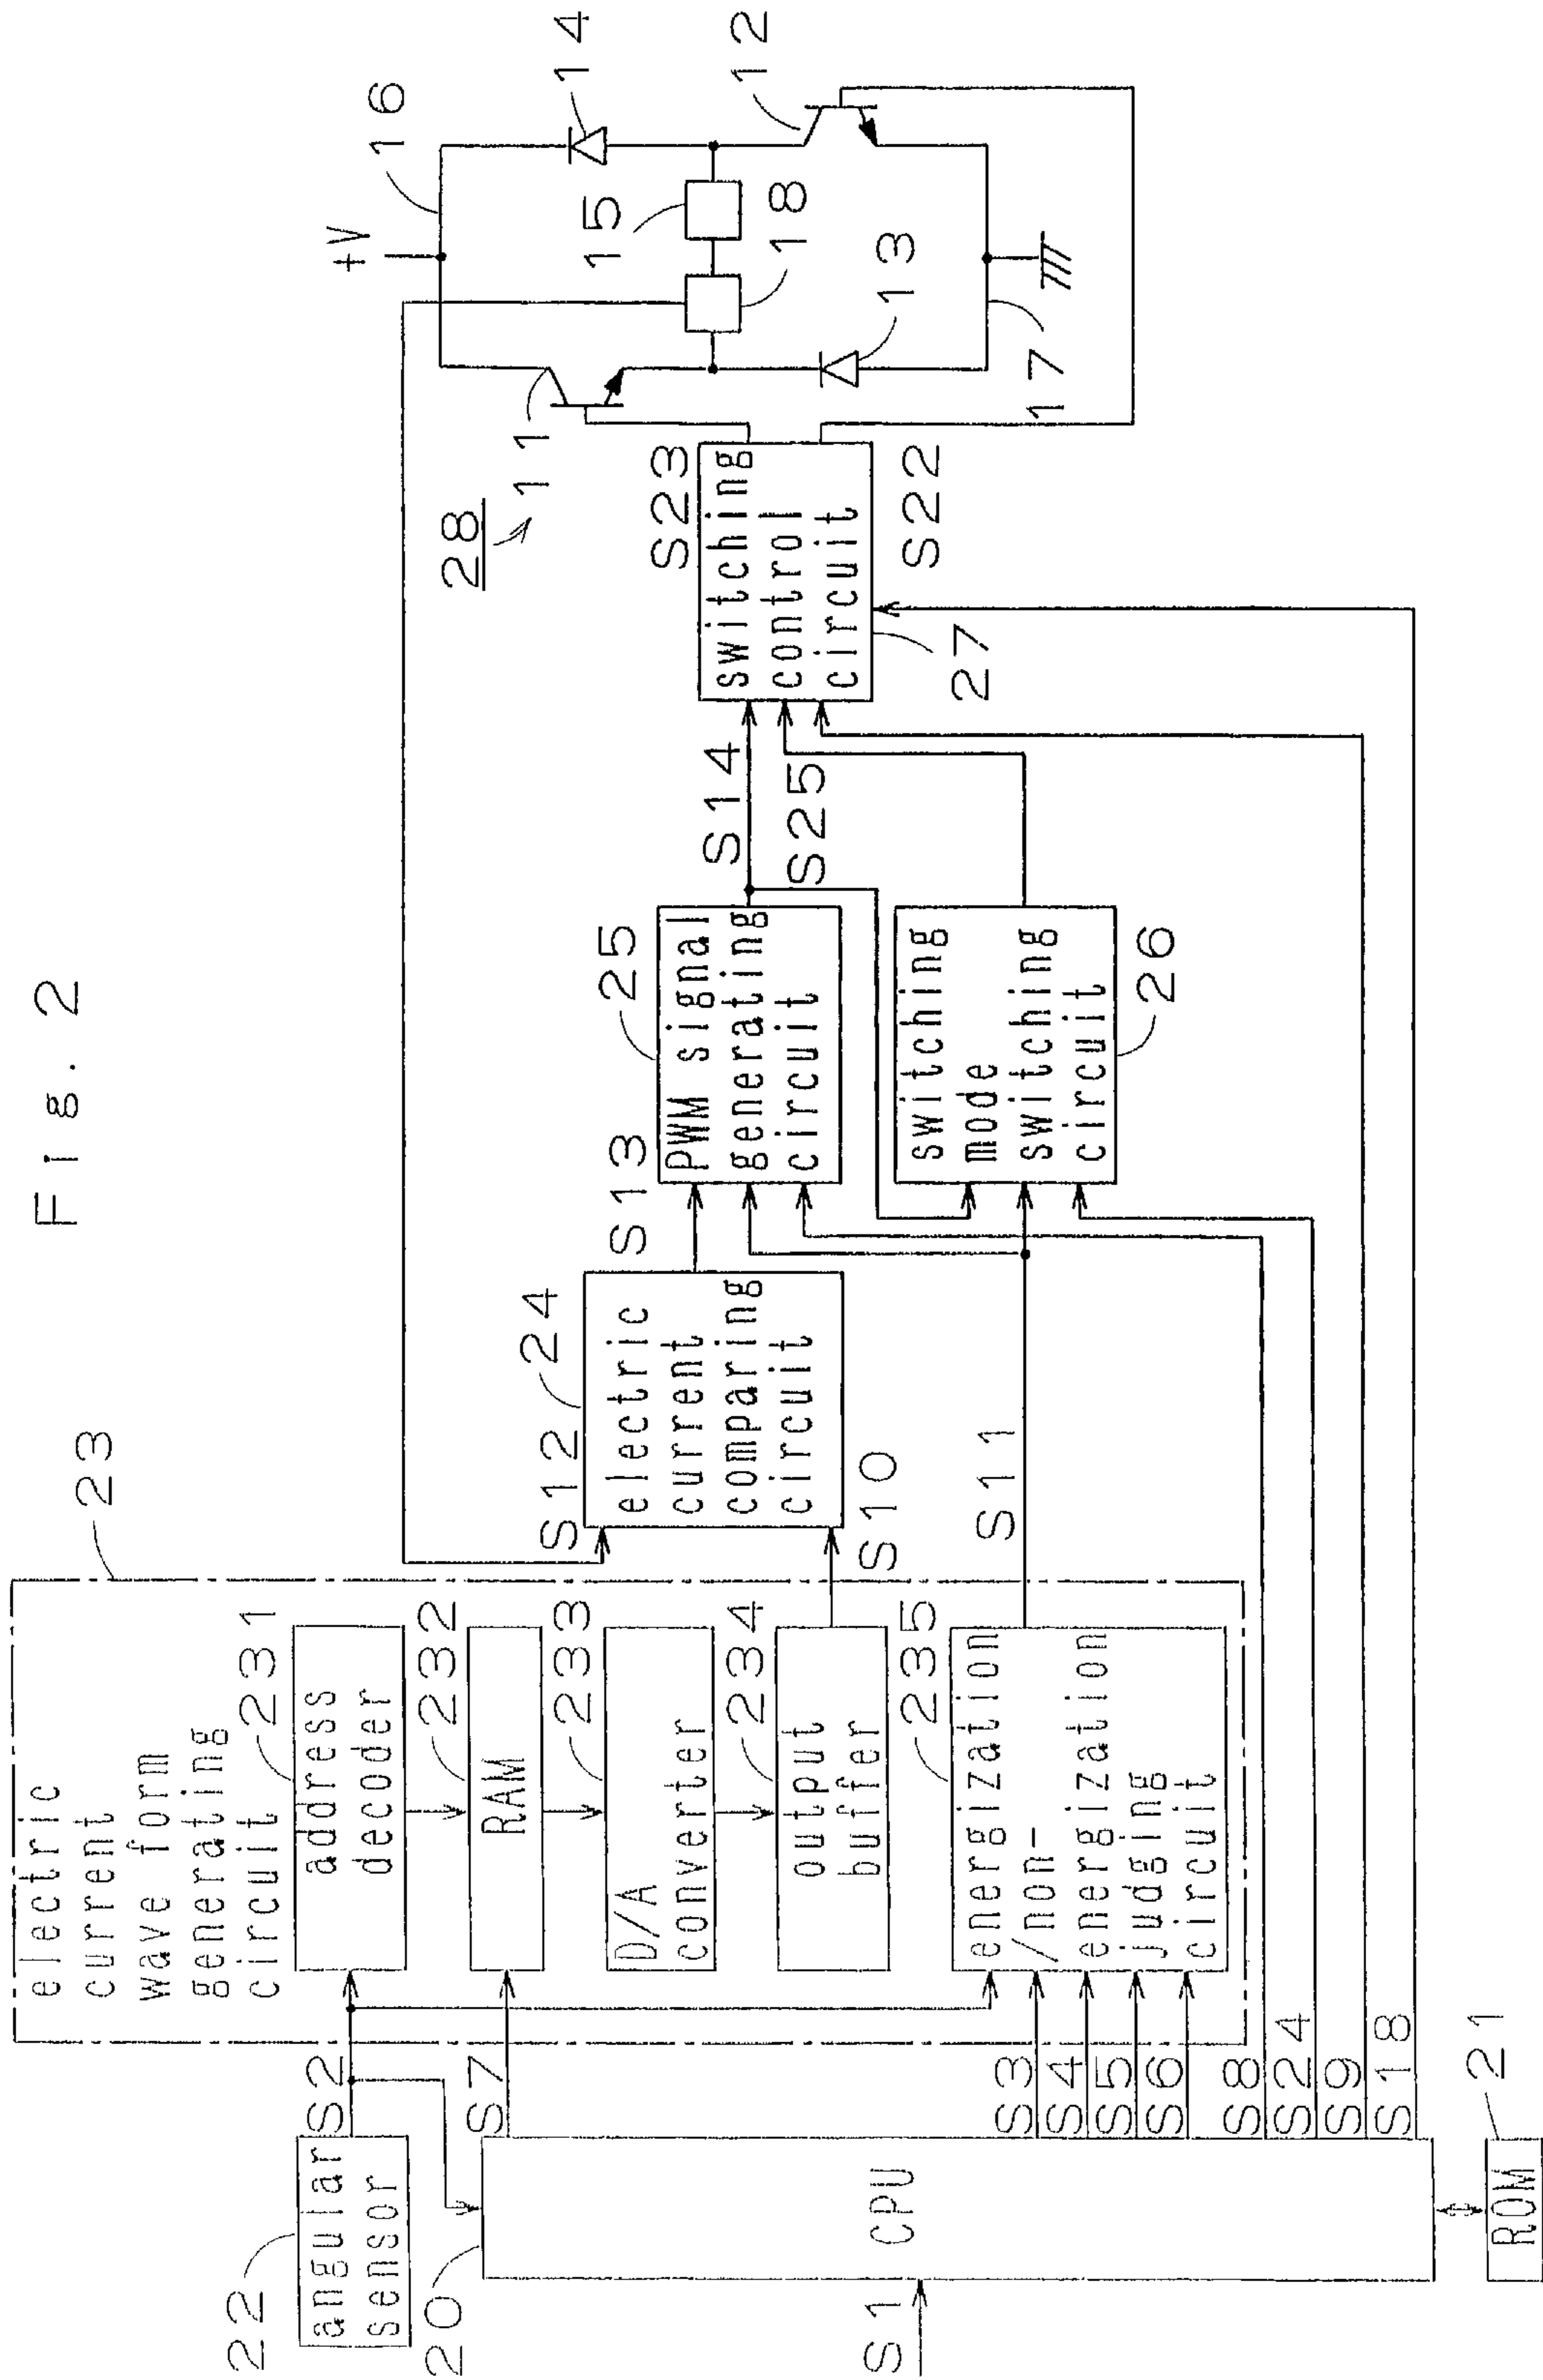 Fig. 2
23
electric
current
wave form
generating
circuit
231
address
decoder
232
RAM
233
D/A
converter
234
output
buffer
235
energization
/non-
energization
judging
circuit
22
angular
sensor
S2
20
CPU
S1
S7
S3
S4
S5
S6
S8
S24
S9
S18
21
ROM
S12
24
electric
current
comparing
circuit
S10
S11
S13
25
PWM signal
generating
circuit
26
switching
mode
switching
circuit
S14
S25
27
switching
control
circuit
S23
S22
28
11
+V
16
14
12
15
18
13
17